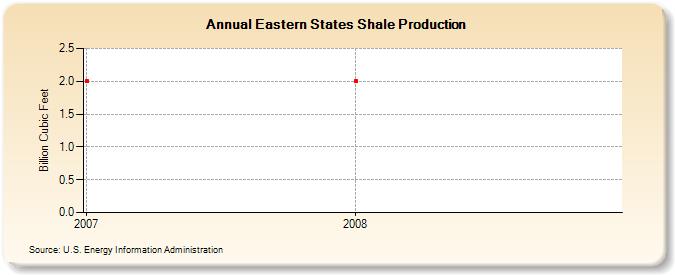 Annual Eastern States Shale Production
Billion Cubic Feet
2.5
2.0
1.5
1.0
0.5
0.0
2007 2008
Source: U.S. Energy Information Administration